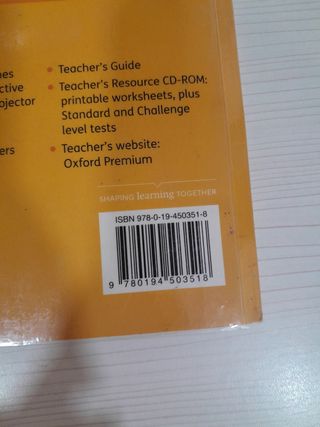 nes
• Teacher's Guide
ctive
• Teacher's Resource CD-ROM:
ojector
printable worksheets, plus
Standard and Challenge
level tests
ers
• Teacher's website:
Oxford Premium
SHAPING learning TOGETHER
ISBN 978-0-19-450351-8
9 780194 503518